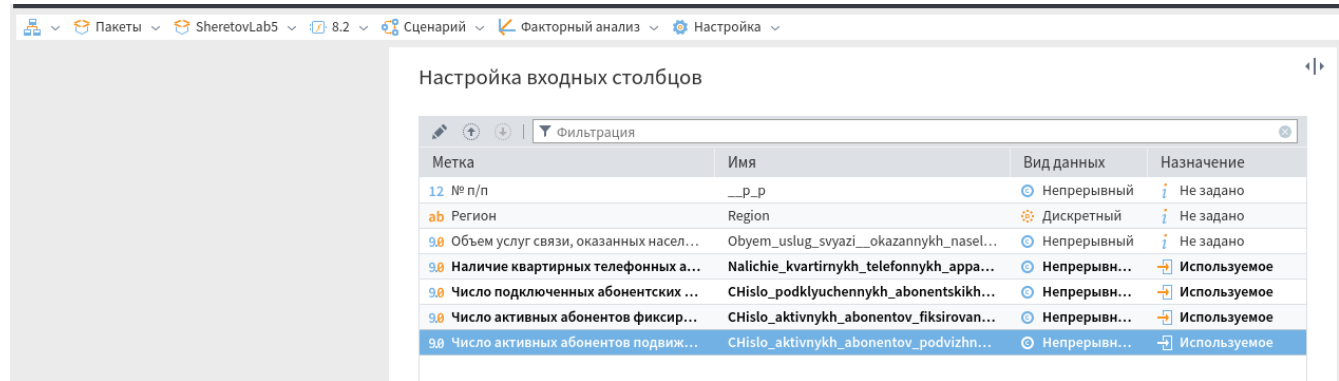 Пакеты SheretovLab5 8.2 Сценарий Факторный анализ Настройка
Настройка входных столбцов
Фильтрация
Метка Имя Вид данных Назначение
12 № п/п __p_p Непрерывный Не задано
ab Регион Region Дискретный Не задано
9.0 Объем услуг связи, оказанных насел... Obyem_uslug_svyazi__okazannykh_nasel... Непрерывный Не задано
9.0 Наличие квартирных телефонных а... Nalichie_kvartirnykh_telefonnykh_appa... Непрерывн... Используемое
9.0 Число подключенных абонентских ... CHislo_podklyuchennykh_abonentskikh... Непрерывн... Используемое
9.0 Число активных абонентов фиксир... CHislo_aktivnykh_abonentov_fiksirovan... Непрерывн... Используемое
9.0 Число активных абонентов подвиж... CHislo_aktivnykh_abonentov_podvizhn... Непрерывн... Используемое